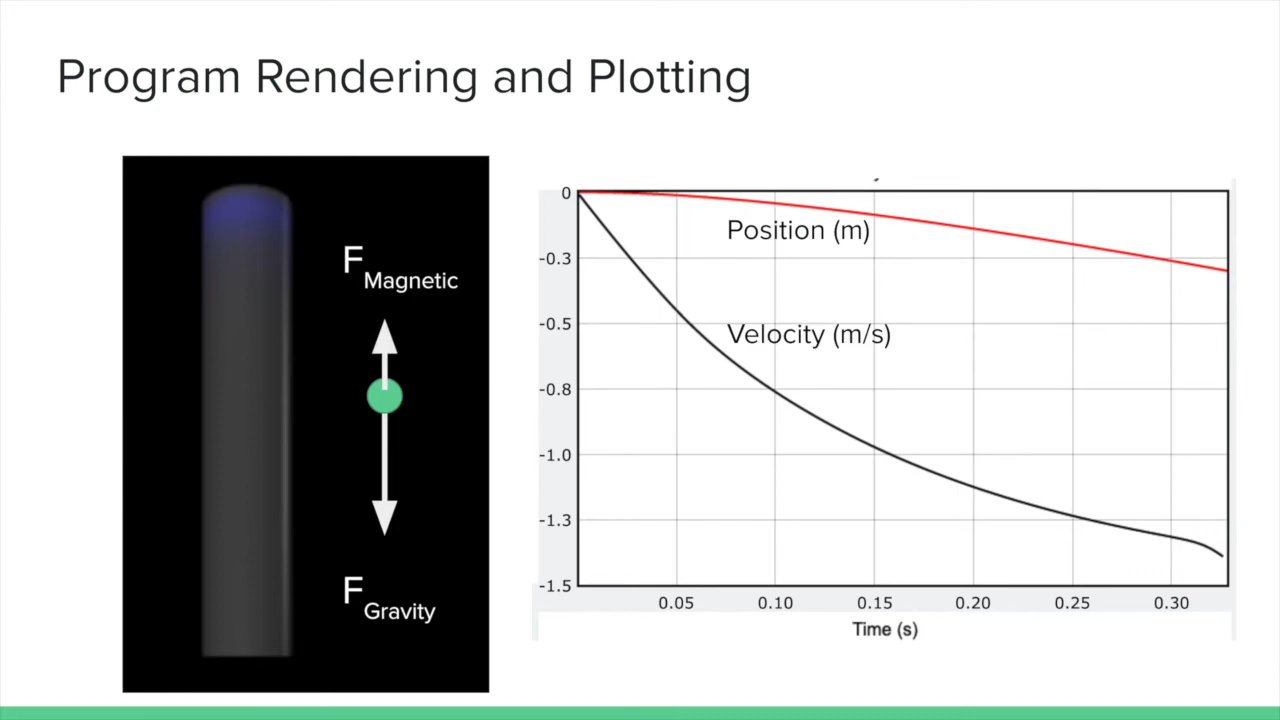 Program Rendering and Plotting
F Magnetic
F Gravity
0
-0.3
-0.5
-0.8
-1.0
-1.3
-1.5
Position (m)
Velocity (m/s)
0.05 0.10 0.15 0.20 0.25 0.30
Time (s)